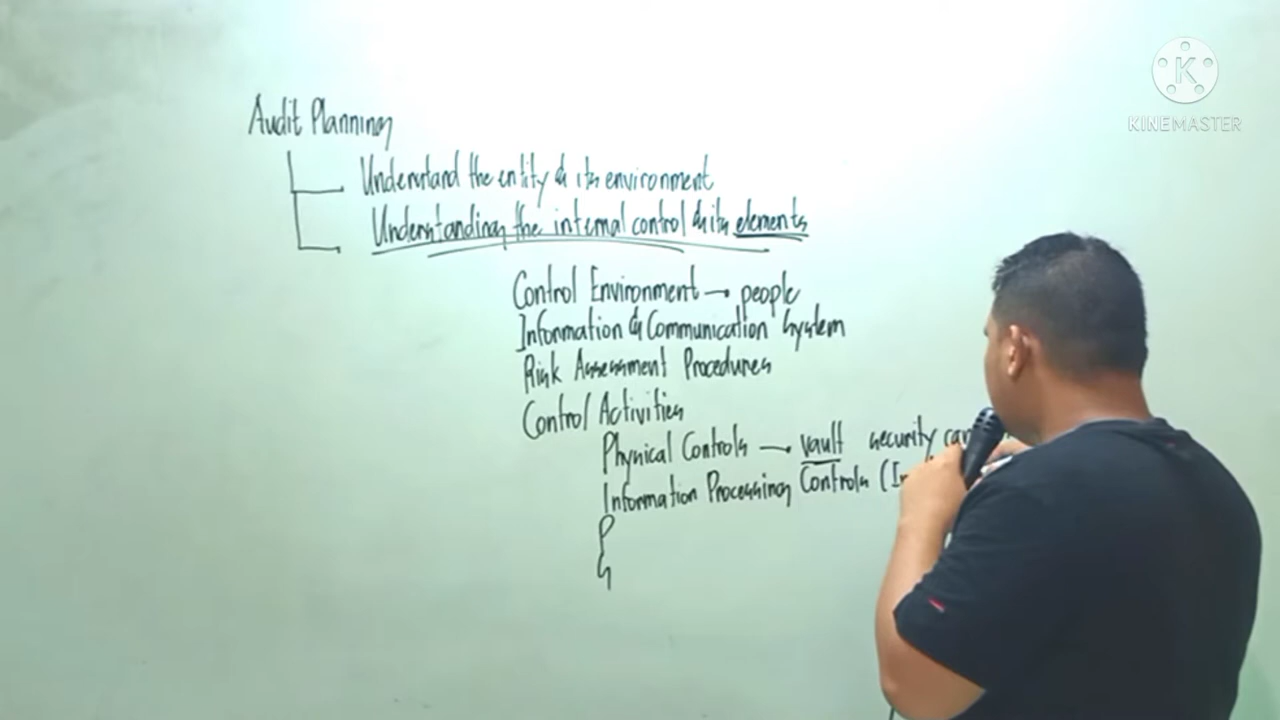 Audit Planning
Understand the entity & its environment
Understanding the internal control & its elements
Control Environment → people
Information & Communication System
Risk Assessment Procedures
Control Activities
Physical Controls → vault security
Information Processing Controls (
P
S
K
KINEMASTER